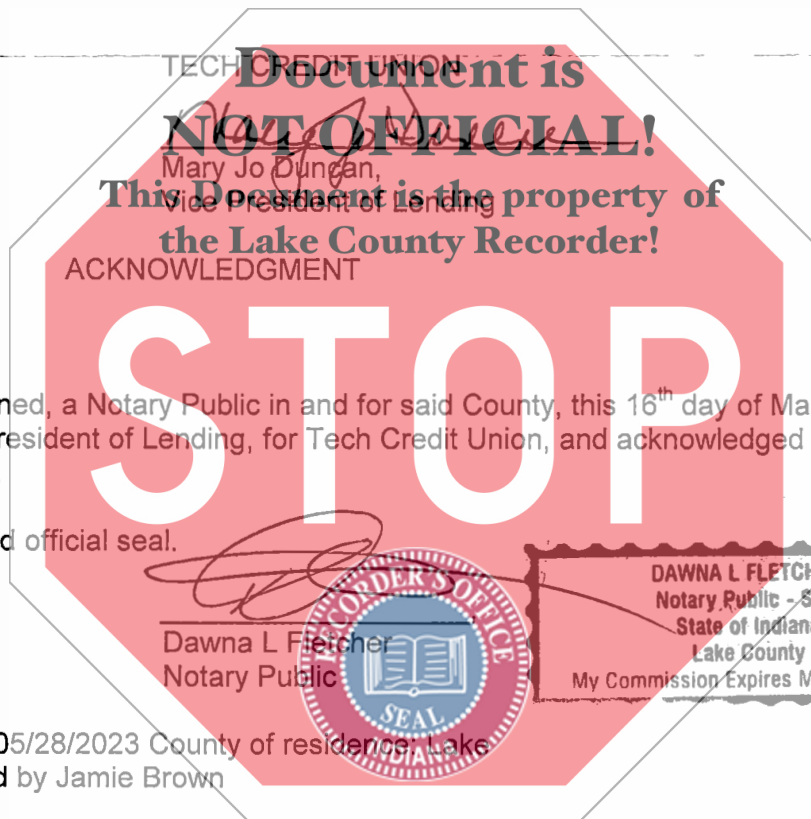 TECH CREDIT UNION
Document is
NOT OFFICIAL!
Mary Jo Duncan,
This Document is the property of
Vice President of Lending
the Lake County Recorder!
ACKNOWLEDGMENT
STOP
ned, a Notary Public in and for said County, this 16th day of Ma
resident of Lending, for Tech Credit Union, and acknowledged
d official seal.
DAWNA L FLETCH
Notary Public - S
State of Indian
Lake County
My Commission Expires M
Dawna L Fletcher
Notary Public
RECORDER'S OFFICE
SEAL
INDIANA
05/28/2023 County of residence: Lake
d by Jamie Brown